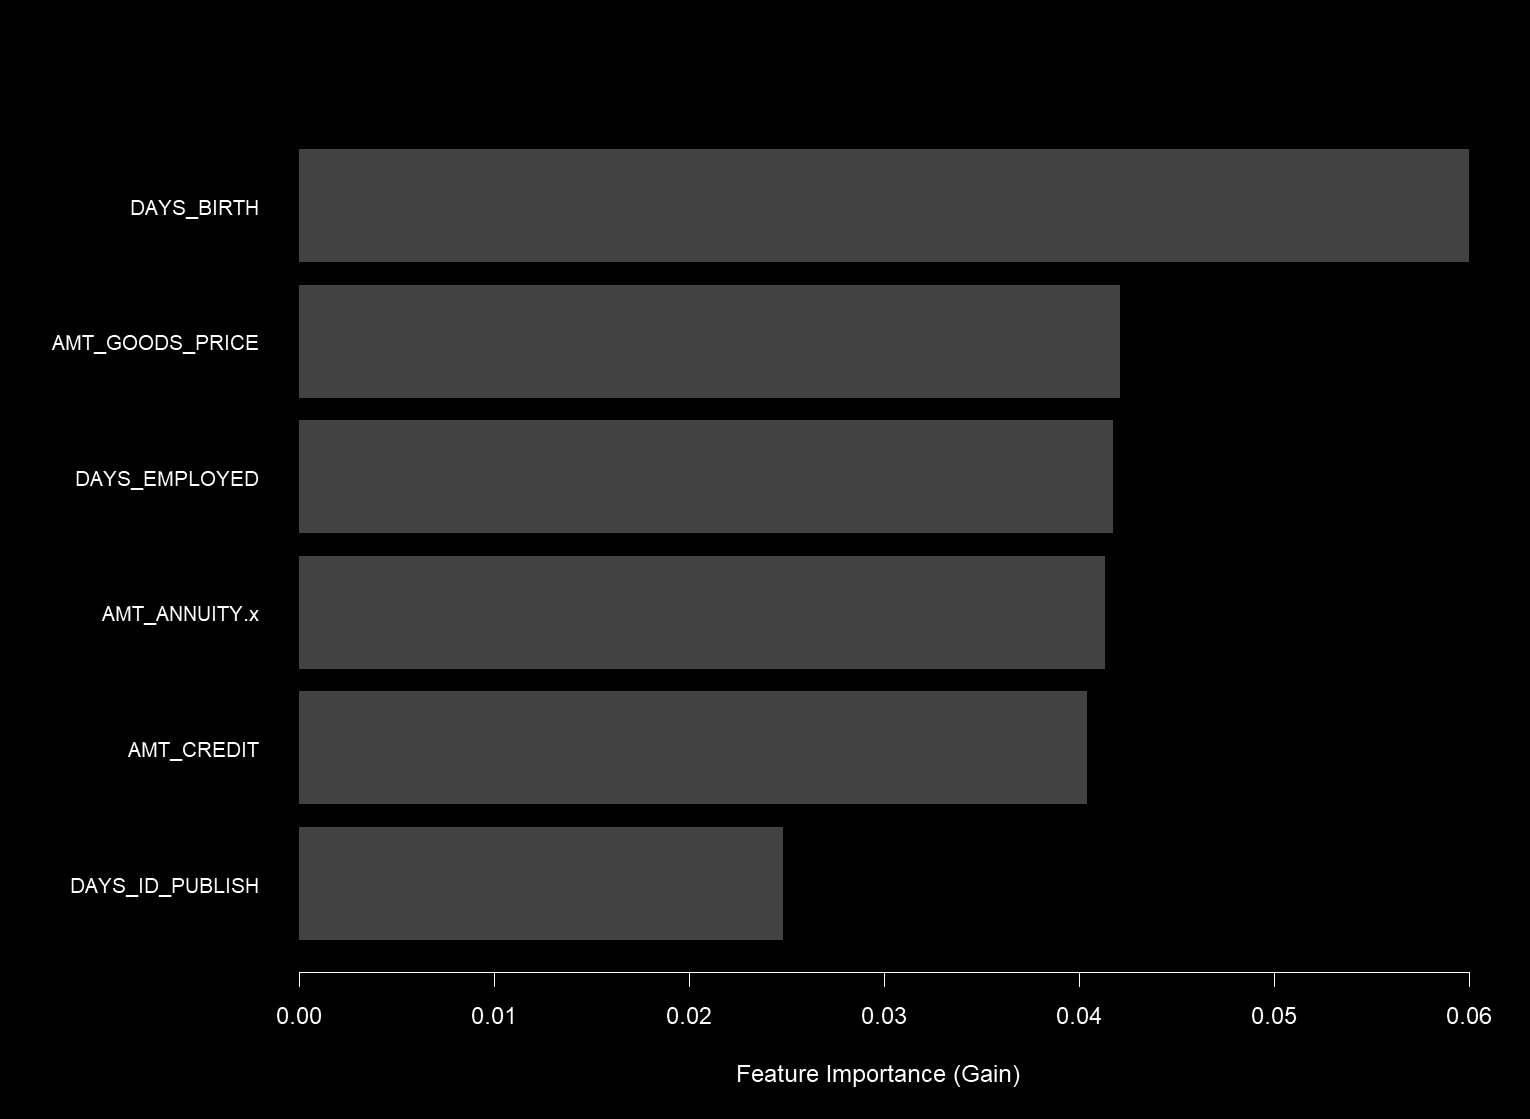 DAYS_BIRTH
AMT_GOODS_PRICE
DAYS_EMPLOYED
AMT_ANNUITY.x
AMT_CREDIT
DAYS_ID_PUBLISH
0.00 0.01 0.02 0.03 0.04 0.05 0.06
Feature Importance (Gain)